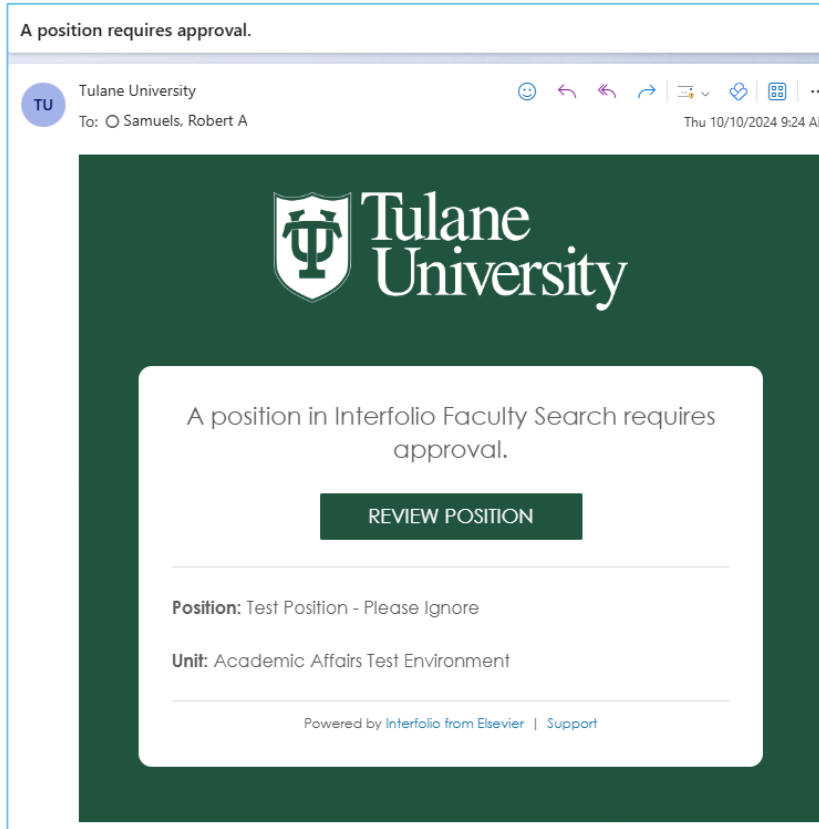 A position requires approval.
TU
Tulane University
To: Samuels, Robert A
Thu 10/10/2024 9:24 A
Tulane
University
A position in Interfolio Faculty Search requires
approval.
REVIEW POSITION
Position: Test Position - Please Ignore
Unit: Academic Affairs Test Environment
Powered by Interfolio from Elsevier | Support